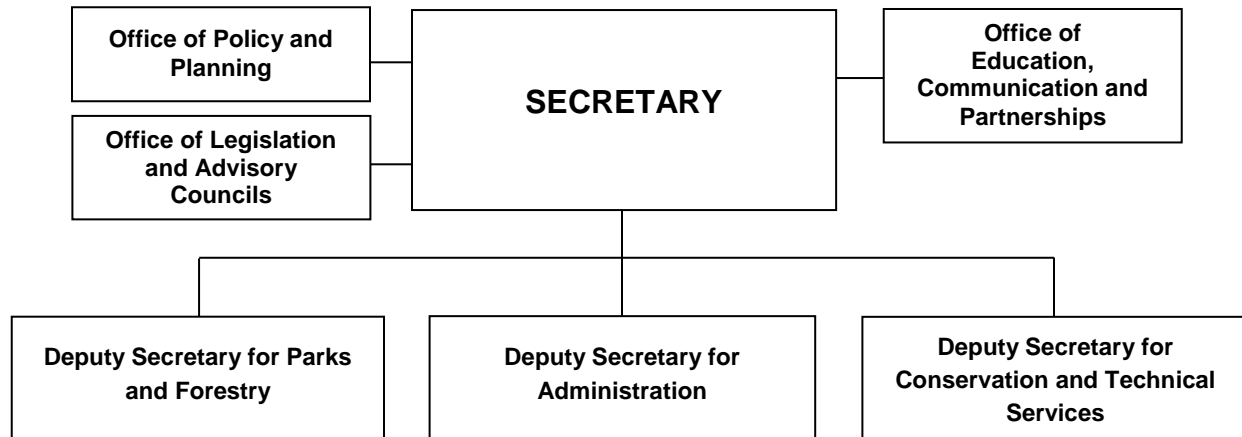 Office of Policy and
Planning
SECRETARY
Office of
Education,
Communication and
Partnerships
Office of Legislation
and Advisory
Councils
Deputy Secretary for Parks
and Forestry
Deputy Secretary for
Administration
Deputy Secretary for
Conservation and Technical
Services